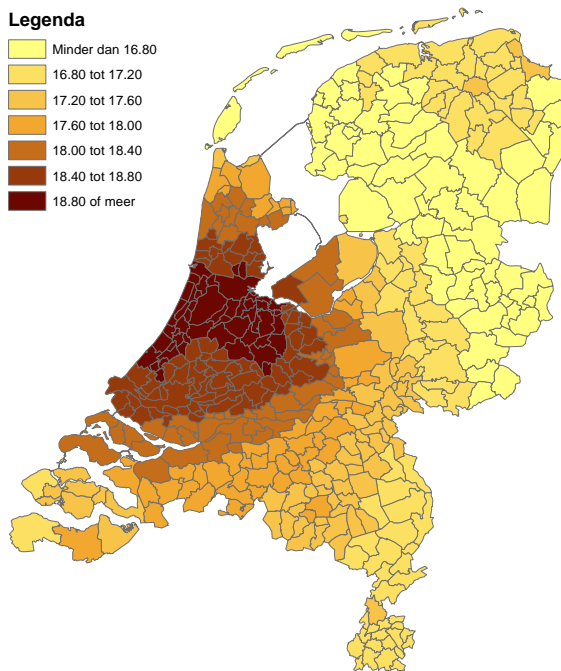 Legenda
Minder dan 16.80
16.80 tot 17.20
17.20 tot 17.60
17.60 tot 18.00
18.00 tot 18.40
18.40 tot 18.80
18.80 of meer